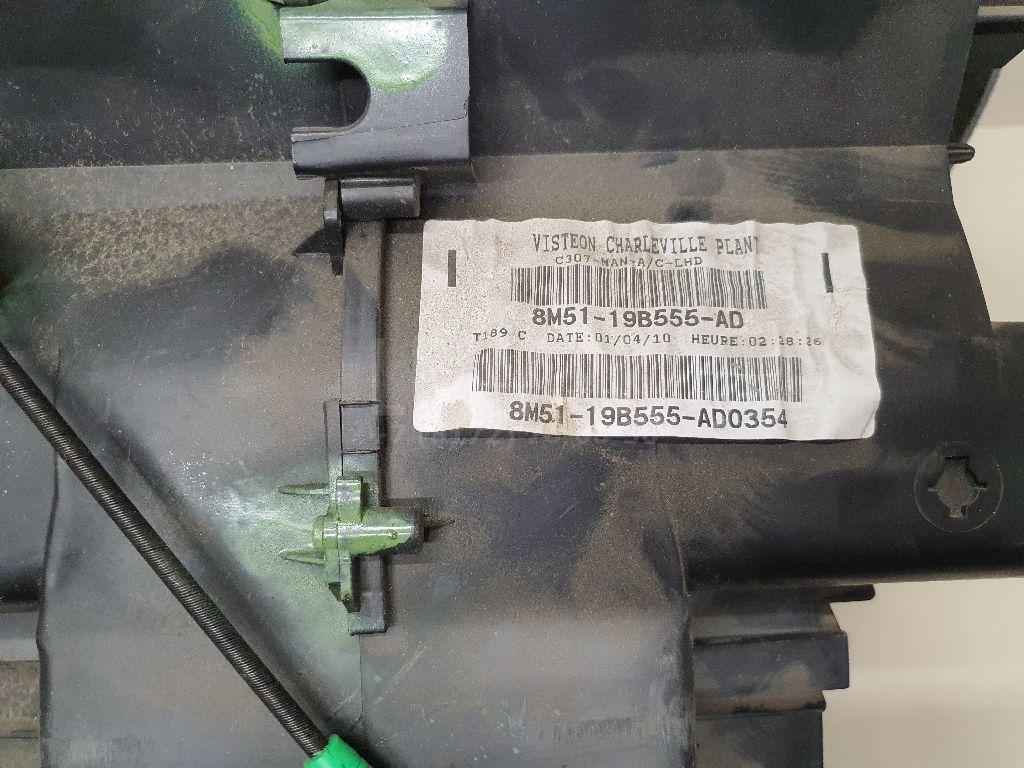 VISTEON CHARLEVILLE PLANT
C307-MAN-A/C-LHD
8M51-19B555-AD
T189 C DATE:01/04/10 HEURE:02:28:26
8M51-19B555-AD0354